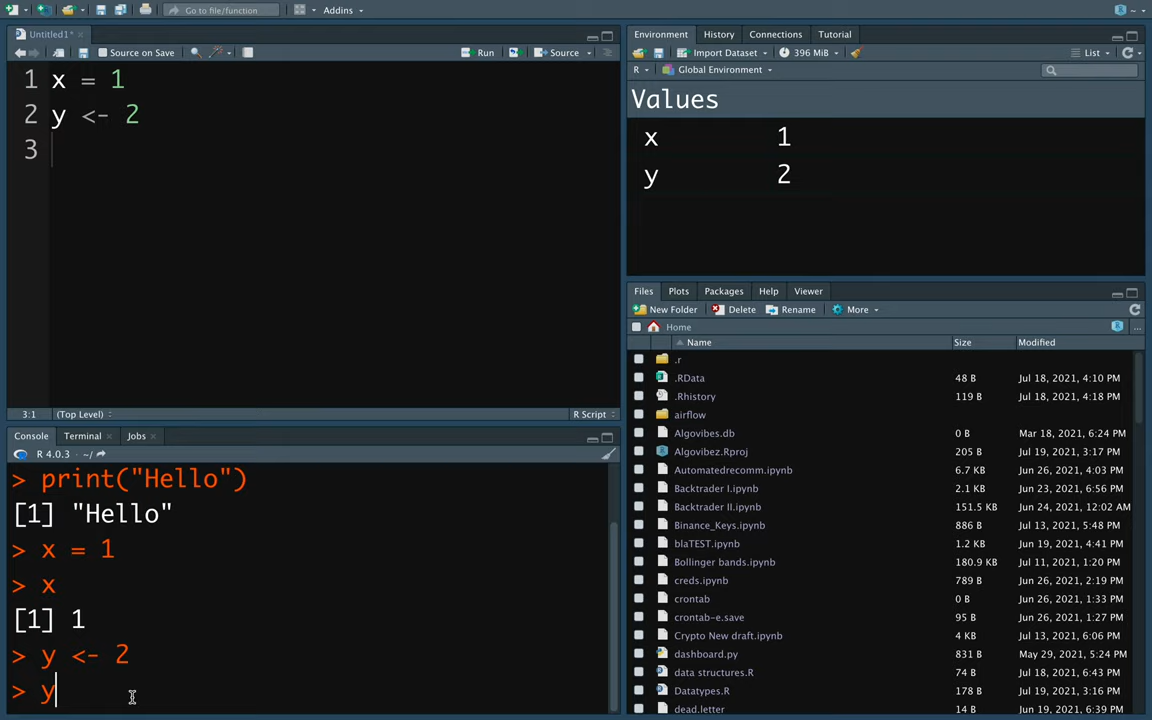 Go to file/function
Addins
~
Untitled1*
Source on Save
Run
Source
1 x = 1
2 y <- 2
3
3:1
(Top Level)
R Script
Console
Terminal
Jobs
R 4.0.3 · ~/
> print("Hello")
[1] "Hello"
> x = 1
> x
[1] 1
> y <- 2
> y
Environment
History
Connections
Tutorial
Import Dataset
396 MiB
List
R
Global Environment
Values
x 1
y 2
Files
Plots
Packages
Help
Viewer
New Folder
Delete
Rename
More
Home
...
Name Size Modified
.r
.RData 48 B Jul 18, 2021, 4:10 PM
.Rhistory 119 B Jul 18, 2021, 4:18 PM
airflow
Algovibes.db 0 B Mar 18, 2021, 6:24 PM
Algovibez.Rproj 205 B Jul 19, 2021, 3:17 PM
Automatedrecomm.ipynb 6.7 KB Jun 26, 2021, 4:03 PM
Backtrader I.ipynb 2.1 KB Jun 23, 2021, 6:56 PM
Backtrader II.ipynb 151.5 KB Jun 24, 2021, 12:02 AM
Binance_Keys.ipynb 886 B Jul 13, 2021, 5:48 PM
blaTEST.ipynb 1.2 KB Jun 19, 2021, 4:41 PM
Bollinger bands.ipynb 180.9 KB Jul 11, 2021, 1:20 PM
creds.ipynb 789 B Jun 26, 2021, 2:19 PM
crontab 0 B Jun 26, 2021, 1:33 PM
crontab-e.save 95 B Jun 26, 2021, 1:27 PM
Crypto New draft.ipynb 4 KB Jul 13, 2021, 6:06 PM
dashboard.py 831 B May 29, 2021, 5:24 PM
data structures.R 74 B Jul 18, 2021, 6:43 PM
Datatypes.R 178 B Jul 19, 2021, 3:16 PM
dead.letter 14 B Jun 29, 2021, 6:39 PM